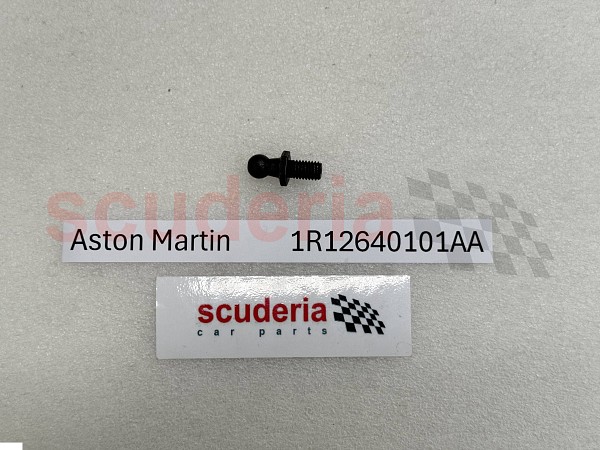 scuderia
Aston Martin 1R12640101AA
scuderia
car parts